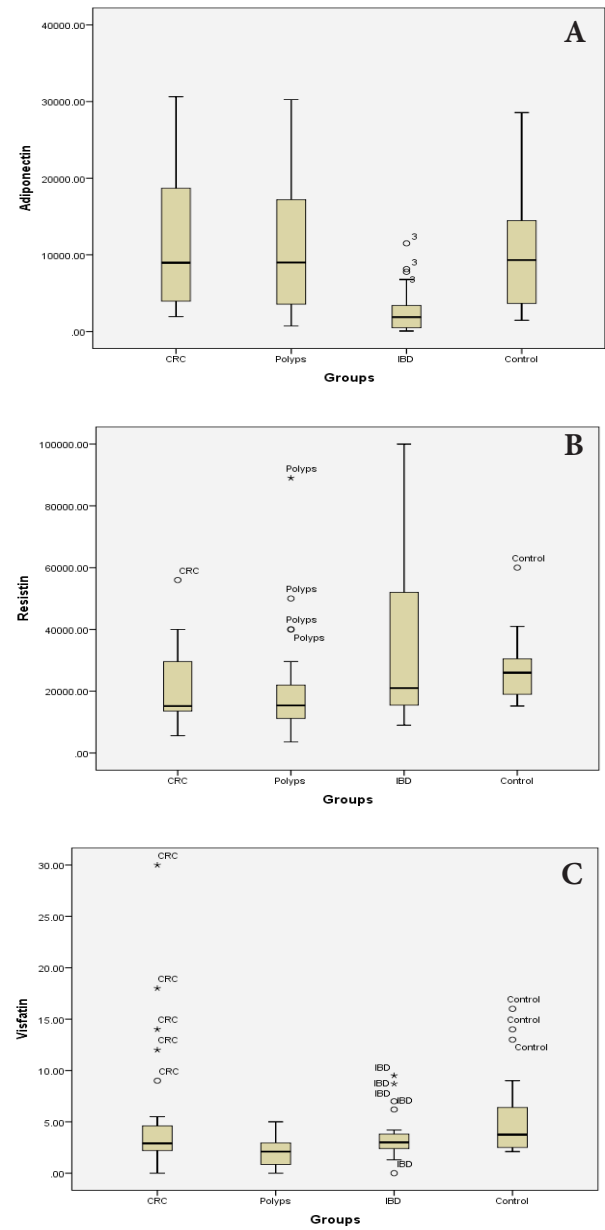 A
40000.00
30000.00
20000.00
10000.00
.00
Adiponectin
3
3
3
CRC Polyps IBD Control
Groups
B
100000.00
80000.00
60000.00
40000.00
20000.00
.00
Resistin
CRC
Polyps
Polyps
Polyps
Polyps
Control
CRC Polyps IBD Control
Groups
C
30.00
25.00
20.00
15.00
10.00
5.00
.00
Visfatin
CRC
CRC
CRC
CRC
CRC
IBD
IBD
IBD
IBD
IBD
Control
Control
Control
CRC Polyps IBD Control
Groups